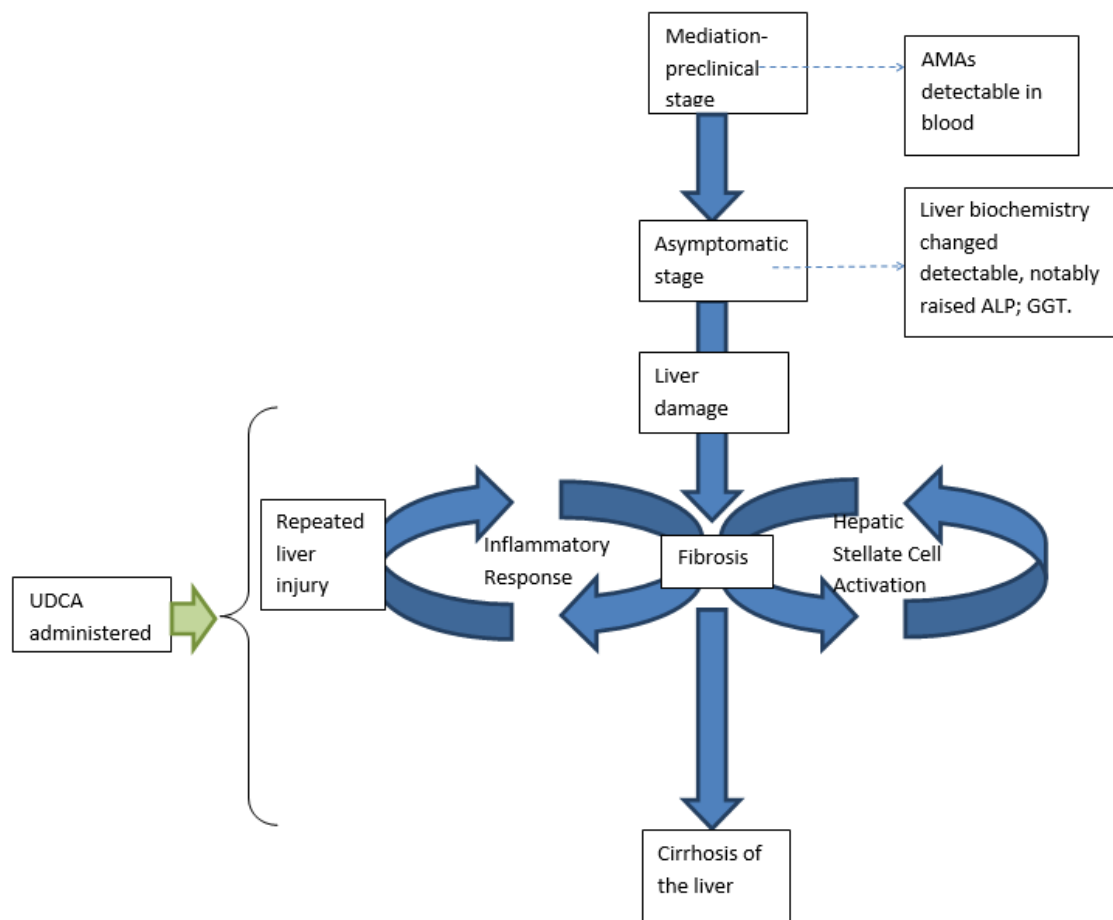 Mediation-
preclinical
stage
AMAs
detectable in
blood
Asymptomatic
stage
Liver biochemistry
changed
detectable, notably
raised ALP; GGT.
Liver
damage
Repeated
liver
injury
Inflammatory
Response
Fibrosis
Hepatic
Stellate Cell
Activation
UDCA
administered
Cirrhosis of
the liver